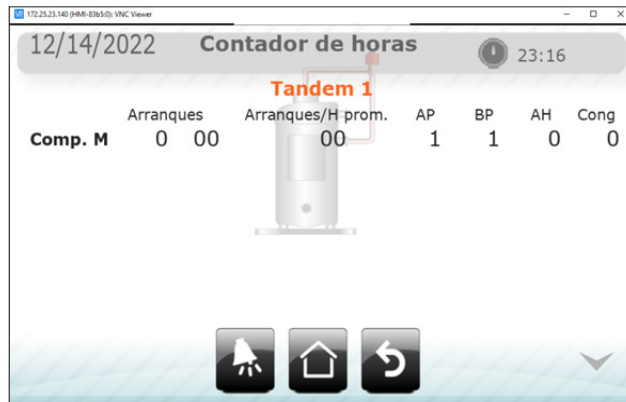 172.25.23.140 (HMI-83b5c0): VNC Viewer
12/14/2022 Contador de horas 23:16
Tandem 1
Arranques Arranques/H prom. AP BP AH Cong
Comp. M 0 00 00 1 1 0 0